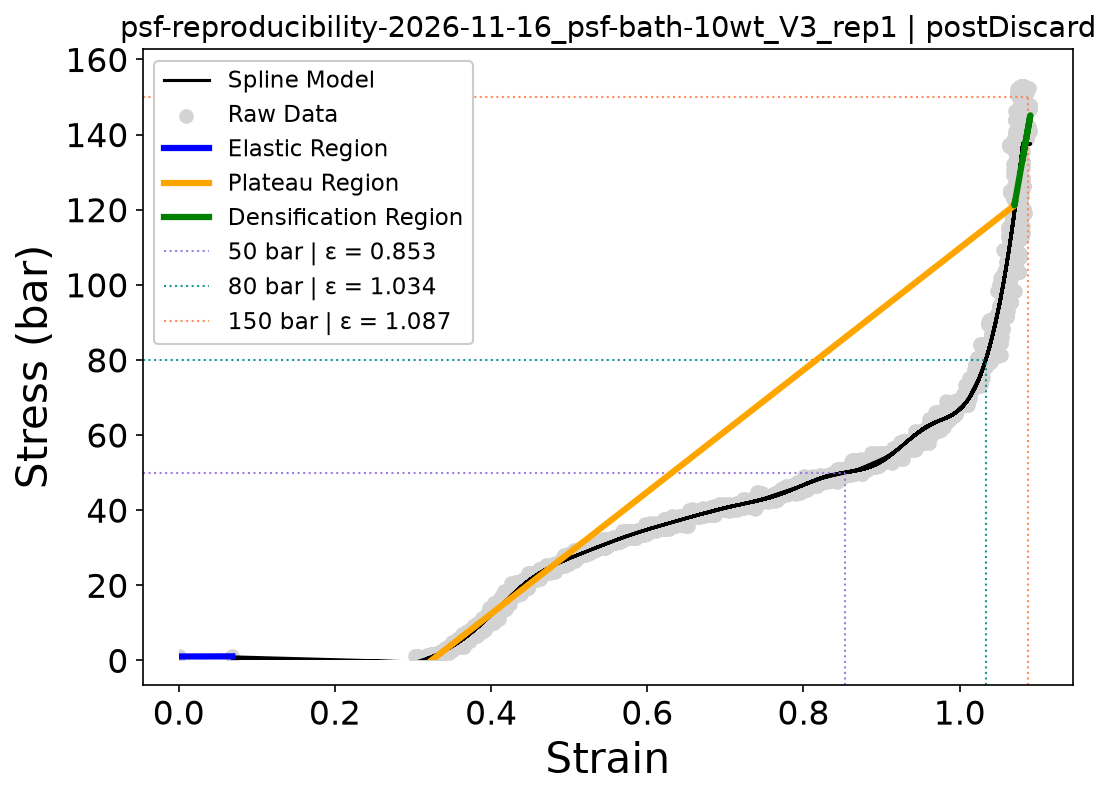 psf-reproducibility-2026-11-16_psf-bath-10wt_V3_rep1 | postDiscard
Spline Model
Raw Data
Elastic Region
Plateau Region
Densification Region
50 bar | ε = 0.853
80 bar | ε = 1.034
150 bar | ε = 1.087
Stress (bar)
160
140
120
100
80
60
40
20
0
0.0 0.2 0.4 0.6 0.8 1.0
Strain